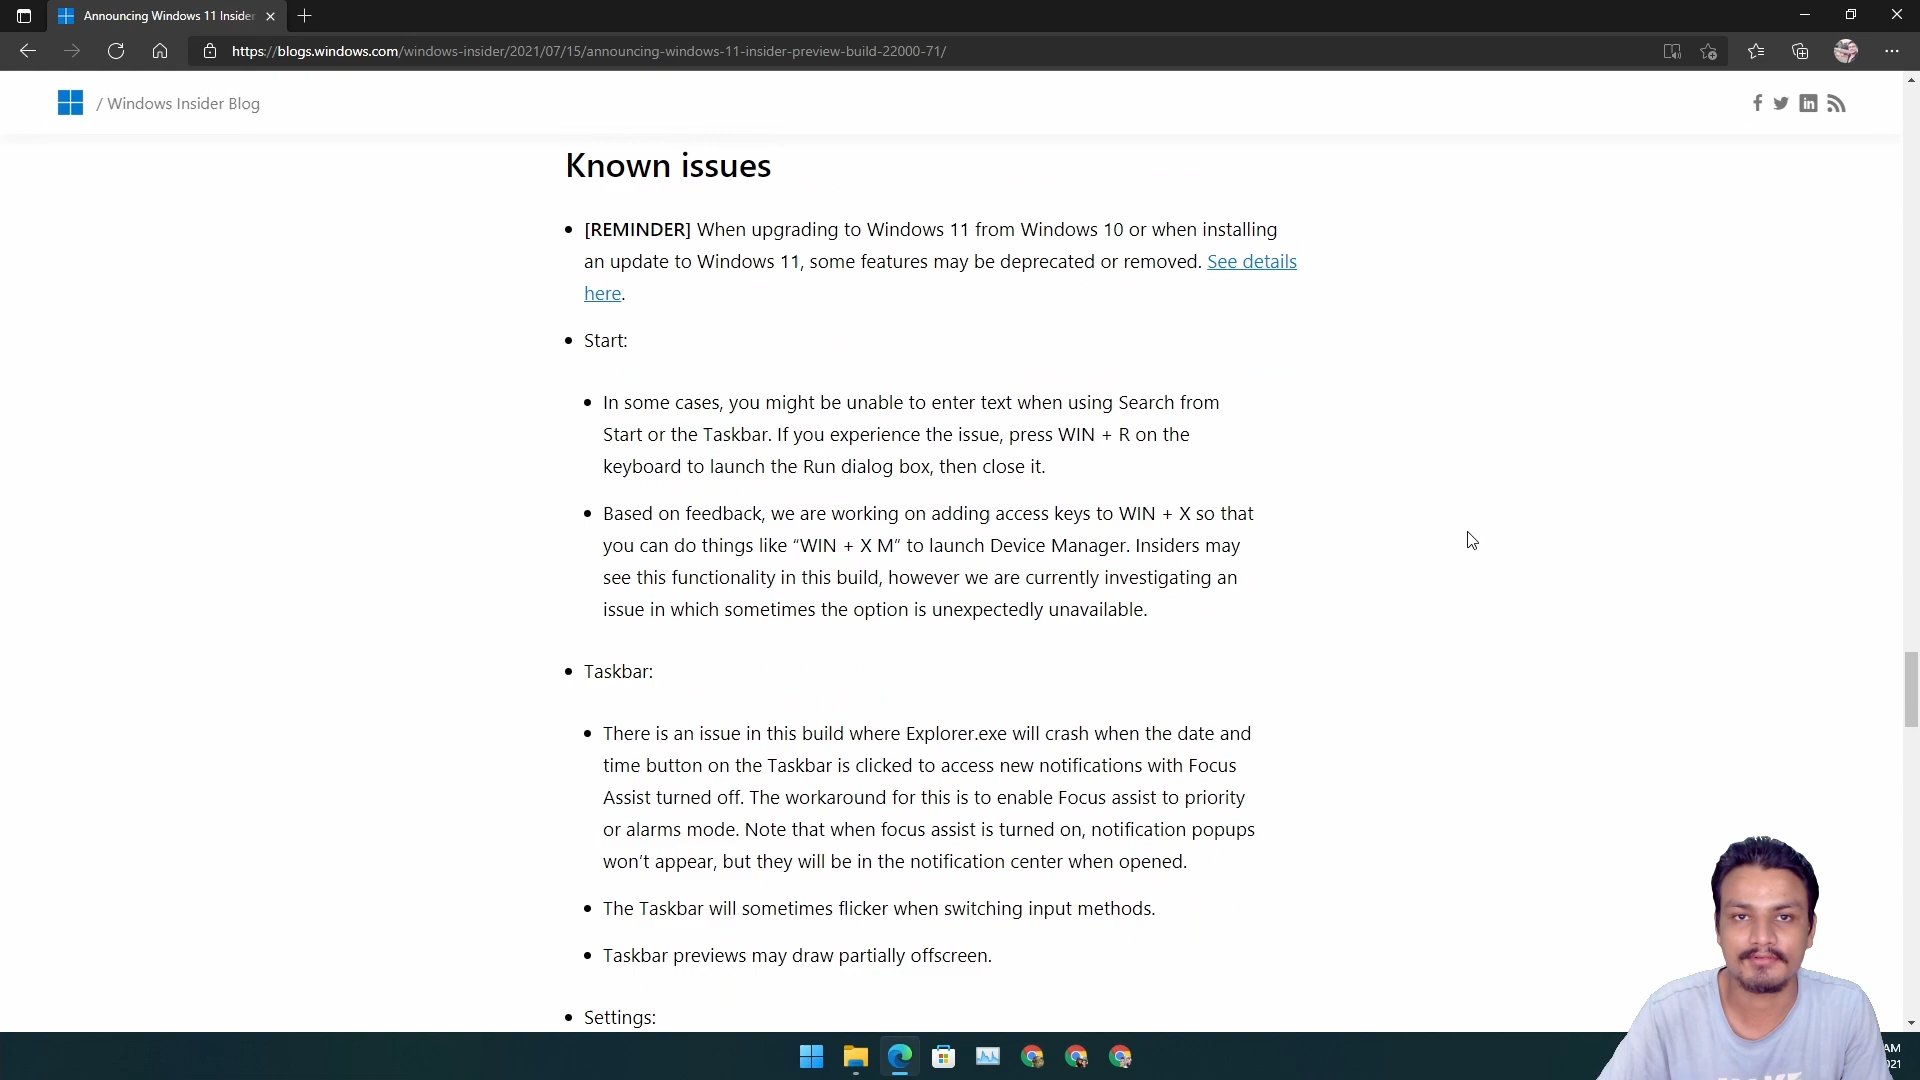 Announcing Windows 11 Insider
https://blogs.windows.com/windows-insider/2021/07/15/announcing-windows-11-insider-preview-build-22000-71/
/ Windows Insider Blog
Known issues
[REMINDER] When upgrading to Windows 11 from Windows 10 or when installing
an update to Windows 11, some features may be deprecated or removed. See details
here.
Start:
In some cases, you might be unable to enter text when using Search from
Start or the Taskbar. If you experience the issue, press WIN + R on the
keyboard to launch the Run dialog box, then close it.
Based on feedback, we are working on adding access keys to WIN + X so that
you can do things like “WIN + X M” to launch Device Manager. Insiders may
see this functionality in this build, however we are currently investigating an
issue in which sometimes the option is unexpectedly unavailable.
Taskbar:
There is an issue in this build where Explorer.exe will crash when the date and
time button on the Taskbar is clicked to access new notifications with Focus
Assist turned off. The workaround for this is to enable Focus assist to priority
or alarms mode. Note that when focus assist is turned on, notification popups
won’t appear, but they will be in the notification center when opened.
The Taskbar will sometimes flicker when switching input methods.
Taskbar previews may draw partially offscreen.
Settings:
AM
021